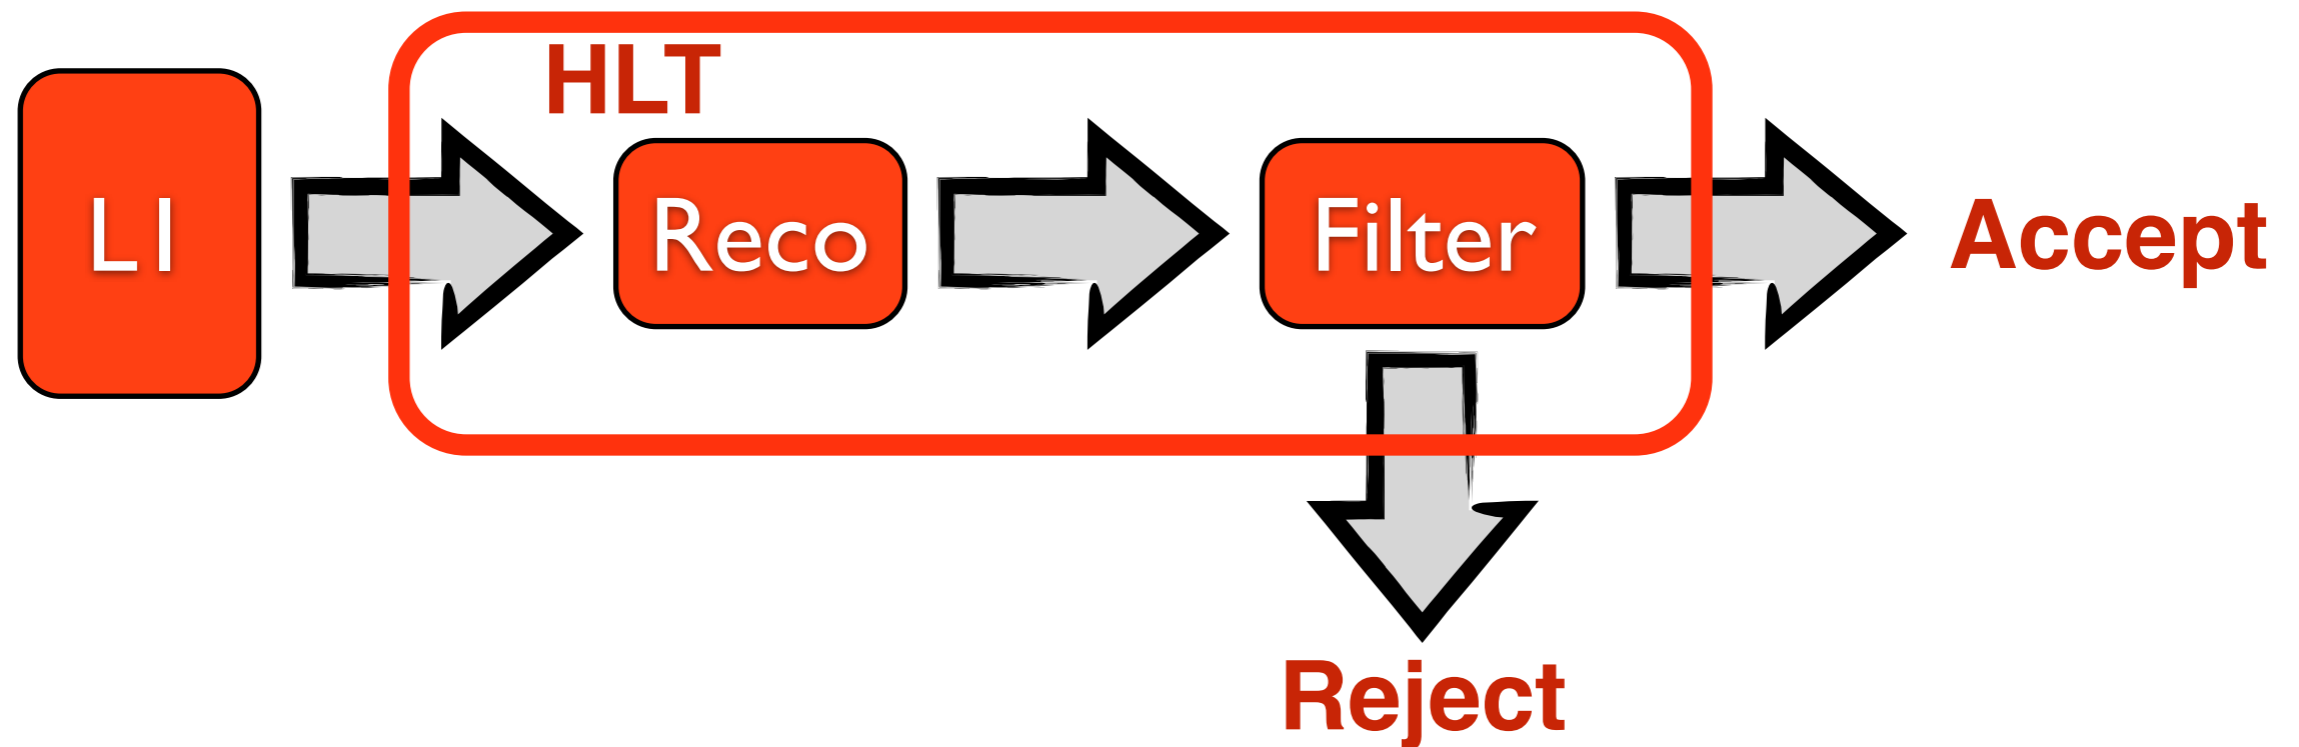 HLT
L1
Reco
Filter
Accept
Reject